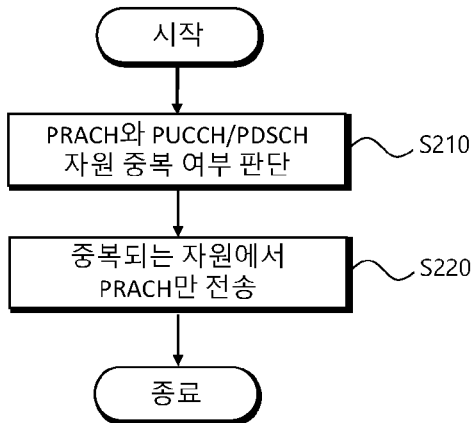 시작
PRACH와 PUCCH/PDSCH
자원 중복 여부 판단
S210
중복되는 자원에서
PRACH만 전송
S220
종료